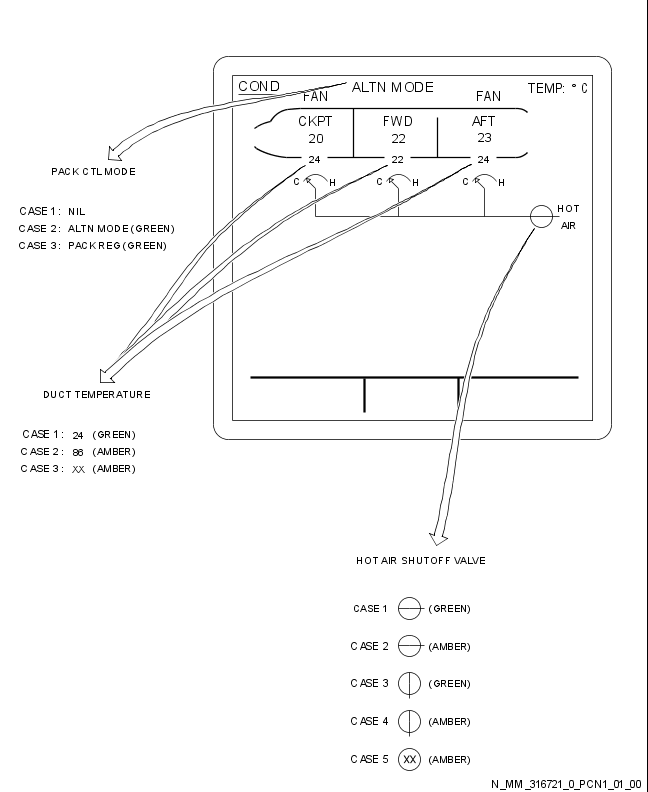 COND
ALTN MODE
TEMP: ° C
FAN
FAN
CKPT
FWD
AFT
20
22
23
24
22
24
C H
C H
C H
HOT
AIR
PACK CTL MODE
CASE 1: NIL
CASE 2: ALTN MODE (GREEN)
CASE 3: PACK REG (GREEN)
DUCT TEMPERATURE
CASE 1: 24 (GREEN)
CASE 2: 86 (AMBER)
CASE 3: XX (AMBER)
HOT AIR SHUTOFF VALVE
CASE 1 (GREEN)
CASE 2 (AMBER)
CASE 3 (GREEN)
CASE 4 (AMBER)
CASE 5 XX (AMBER)
N_MM_316721_0_PCN1_01_00